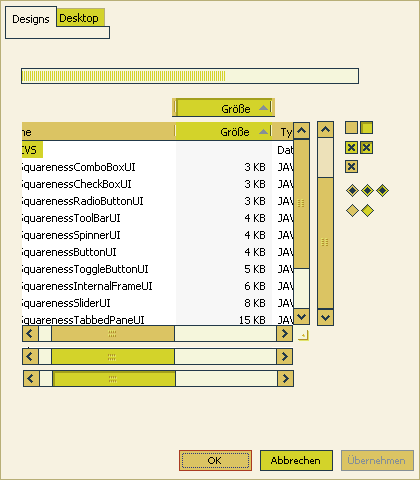 Designs Desktop
Größe
ne Größe Ty
CVS Dat
SquarenessComboBoxUI 3 KB JAV
SquarenessCheckBoxUI 3 KB JAV
SquarenessRadioButtonUI 3 KB JAV
SquarenessToolBarUI 4 KB JAV
SquarenessSpinnerUI 4 KB JAV
SquarenessButtonUI 4 KB JAV
SquarenessToggleButtonUI 5 KB JAV
SquarenessInternalFrameUI 6 KB JAV
SquarenessSliderUI 8 KB JAV
SquarenessTabbedPaneUI 15 KB JAV
OK Abbrechen Übernehmen